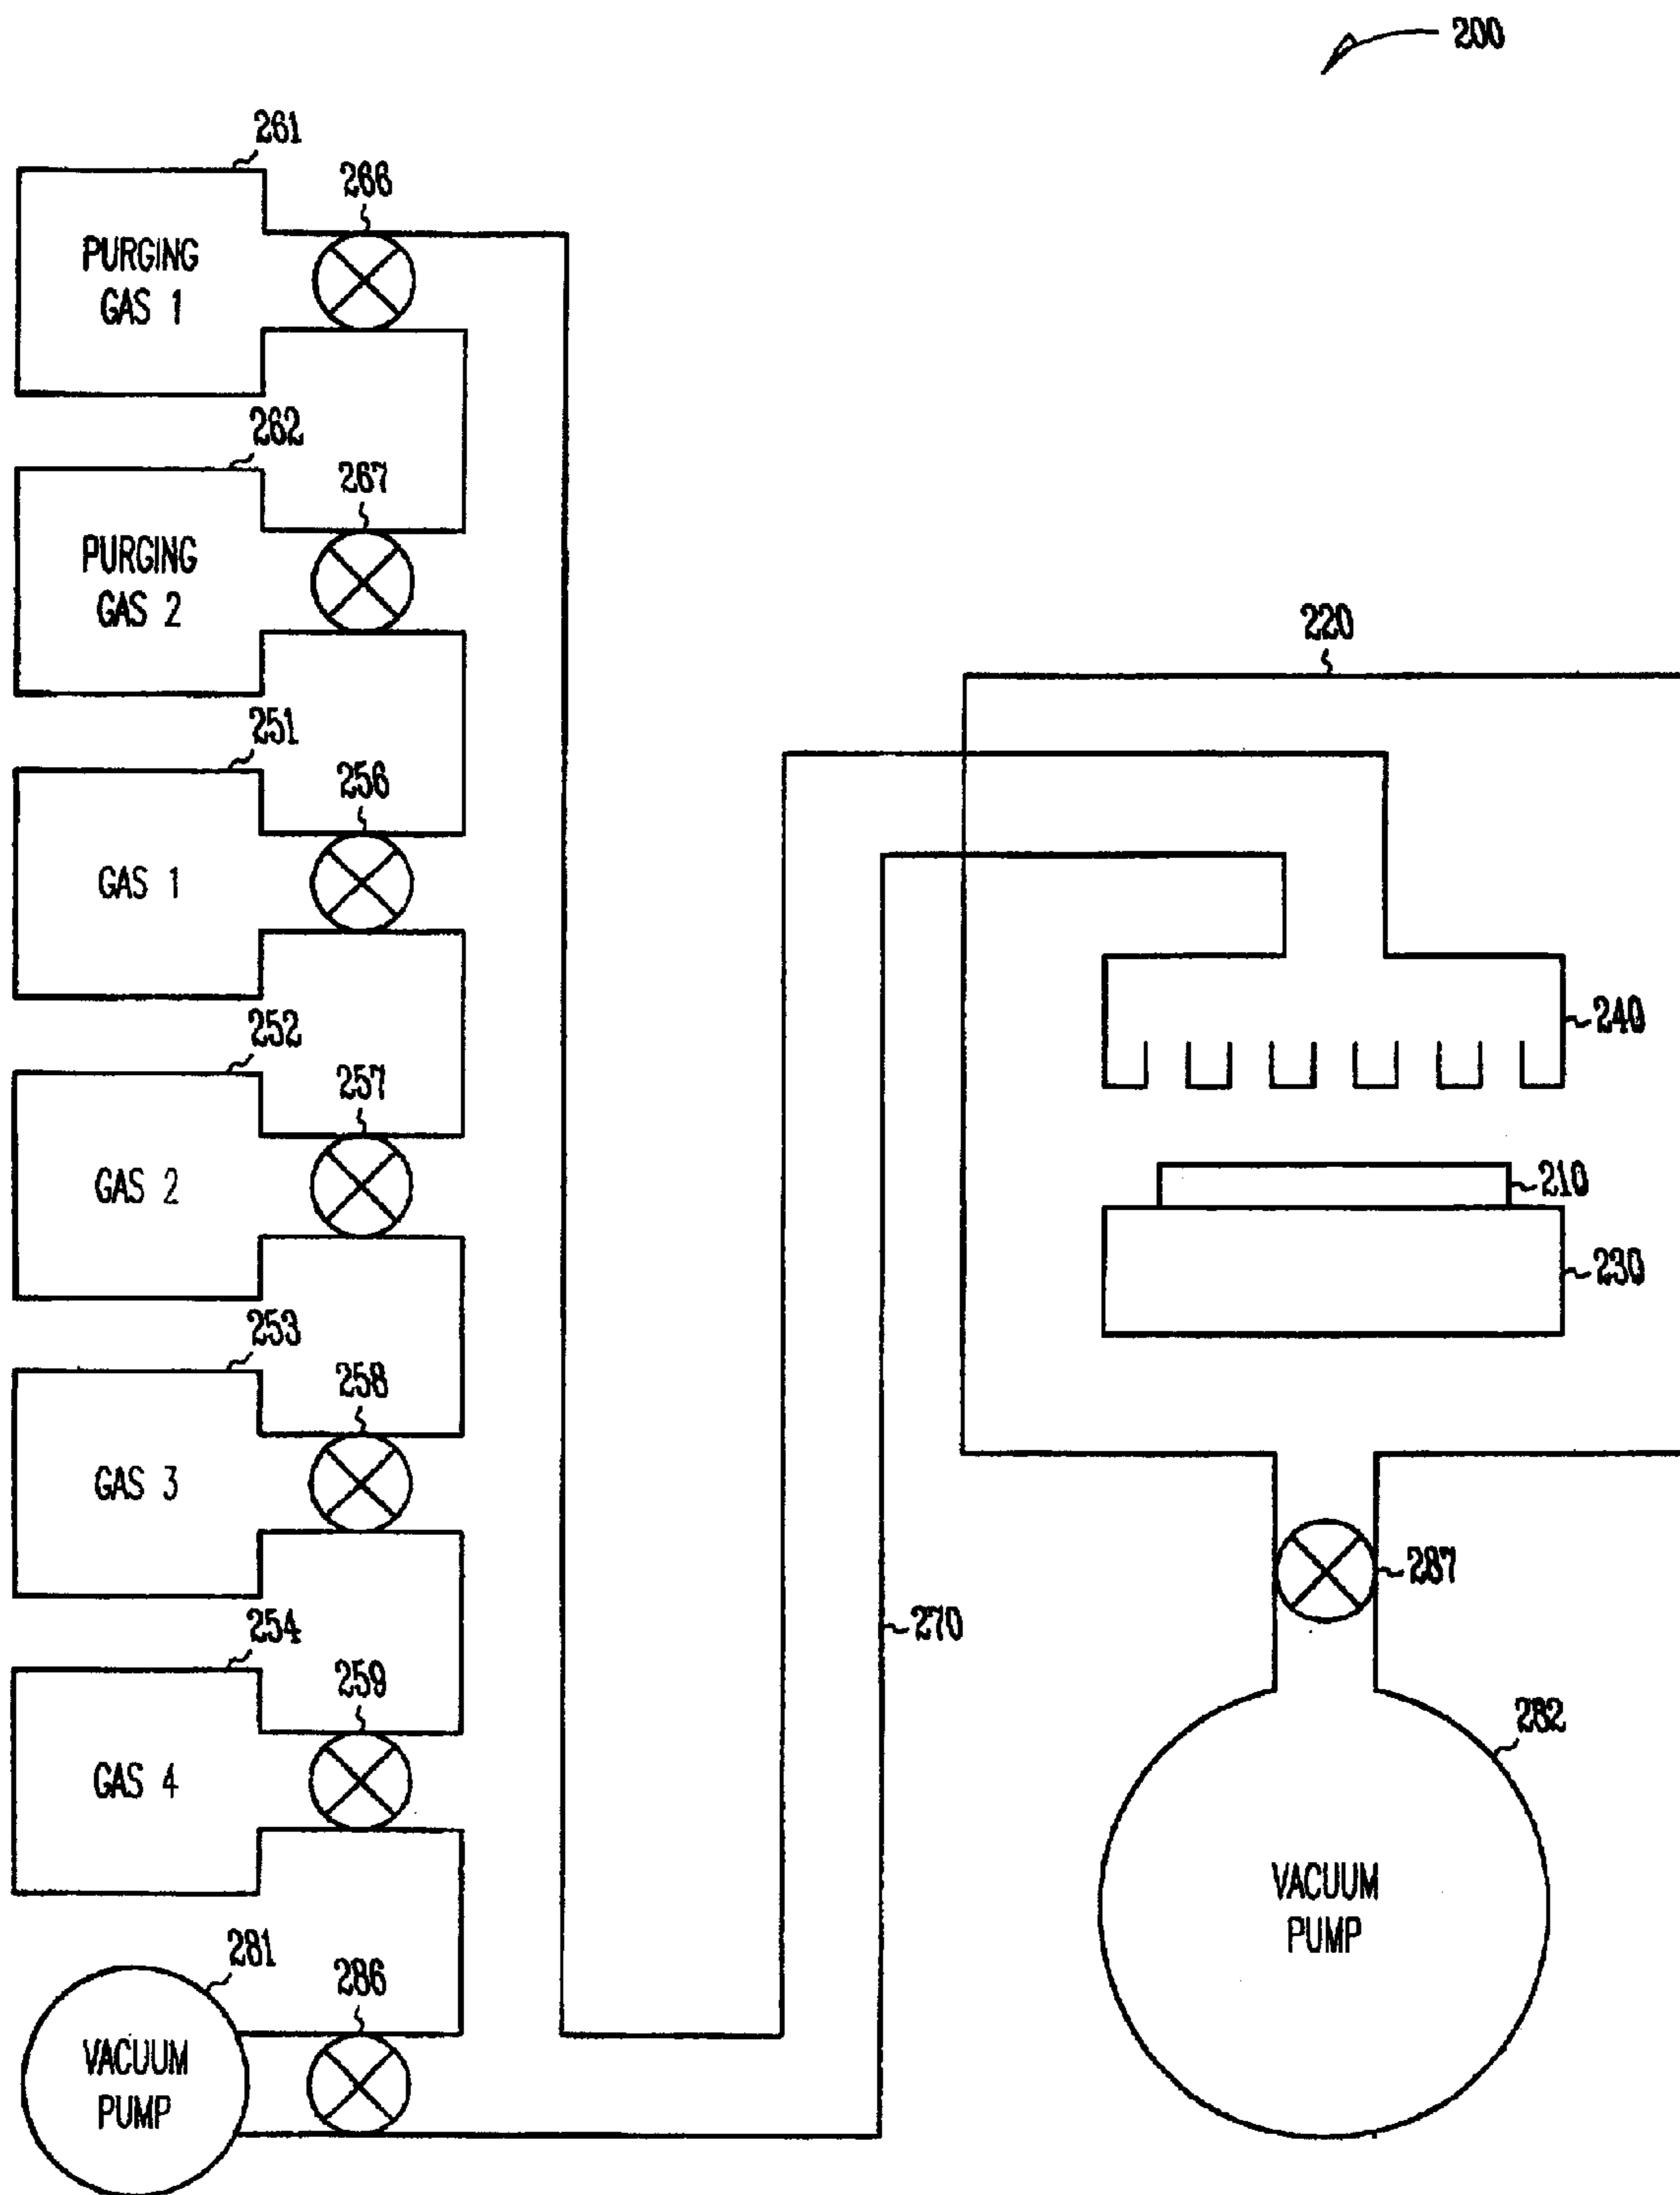 200
261
266
PURGING
GAS 1
262
267
PURGING
GAS 2
220
251
256
GAS 1
240
252
257
GAS 2
210
230
253
258
GAS 3
287
270
254
259
GAS 4
282
VACUUM
PUMP
281
286
VACUUM
PUMP